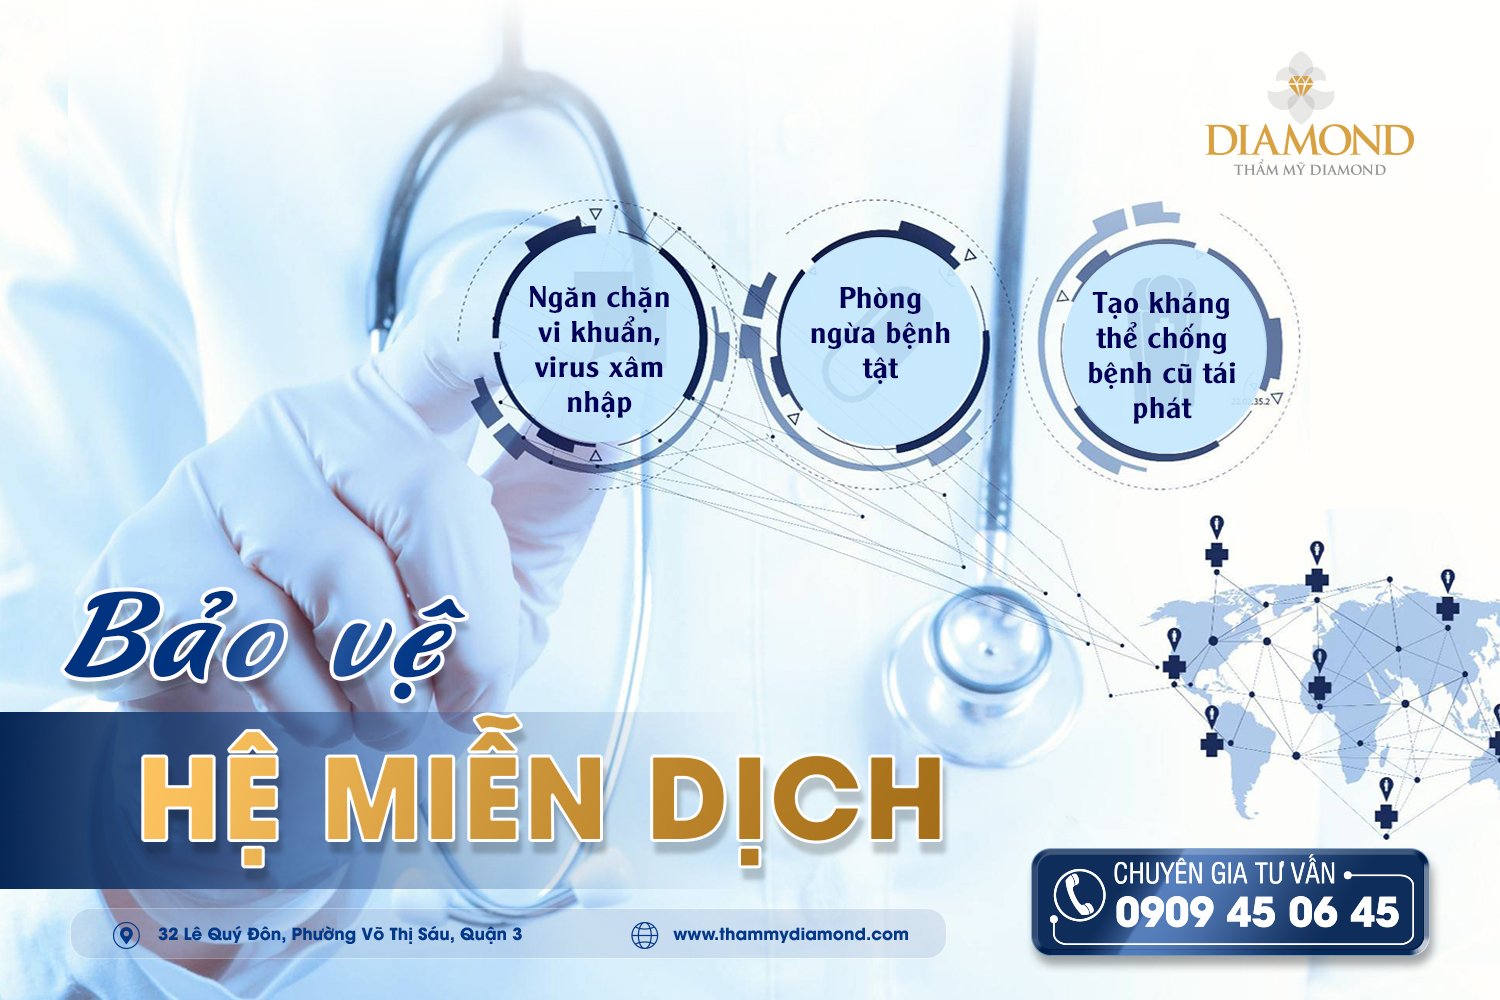 DIAMOND
THẨM MỸ DIAMOND
Ngăn chặn
vi khuẩn,
virus xâm
nhập
Phòng
ngừa bệnh
tật
Tạo kháng
thể chống
bệnh cũ tái
phát
Bảo vệ
HỆ MIỄN DỊCH
CHUYÊN GIA TƯ VẤN
0909 45 06 45
32 Lê Quý Đôn, Phường Võ Thị Sáu, Quận 3
www.thammydiamond.com